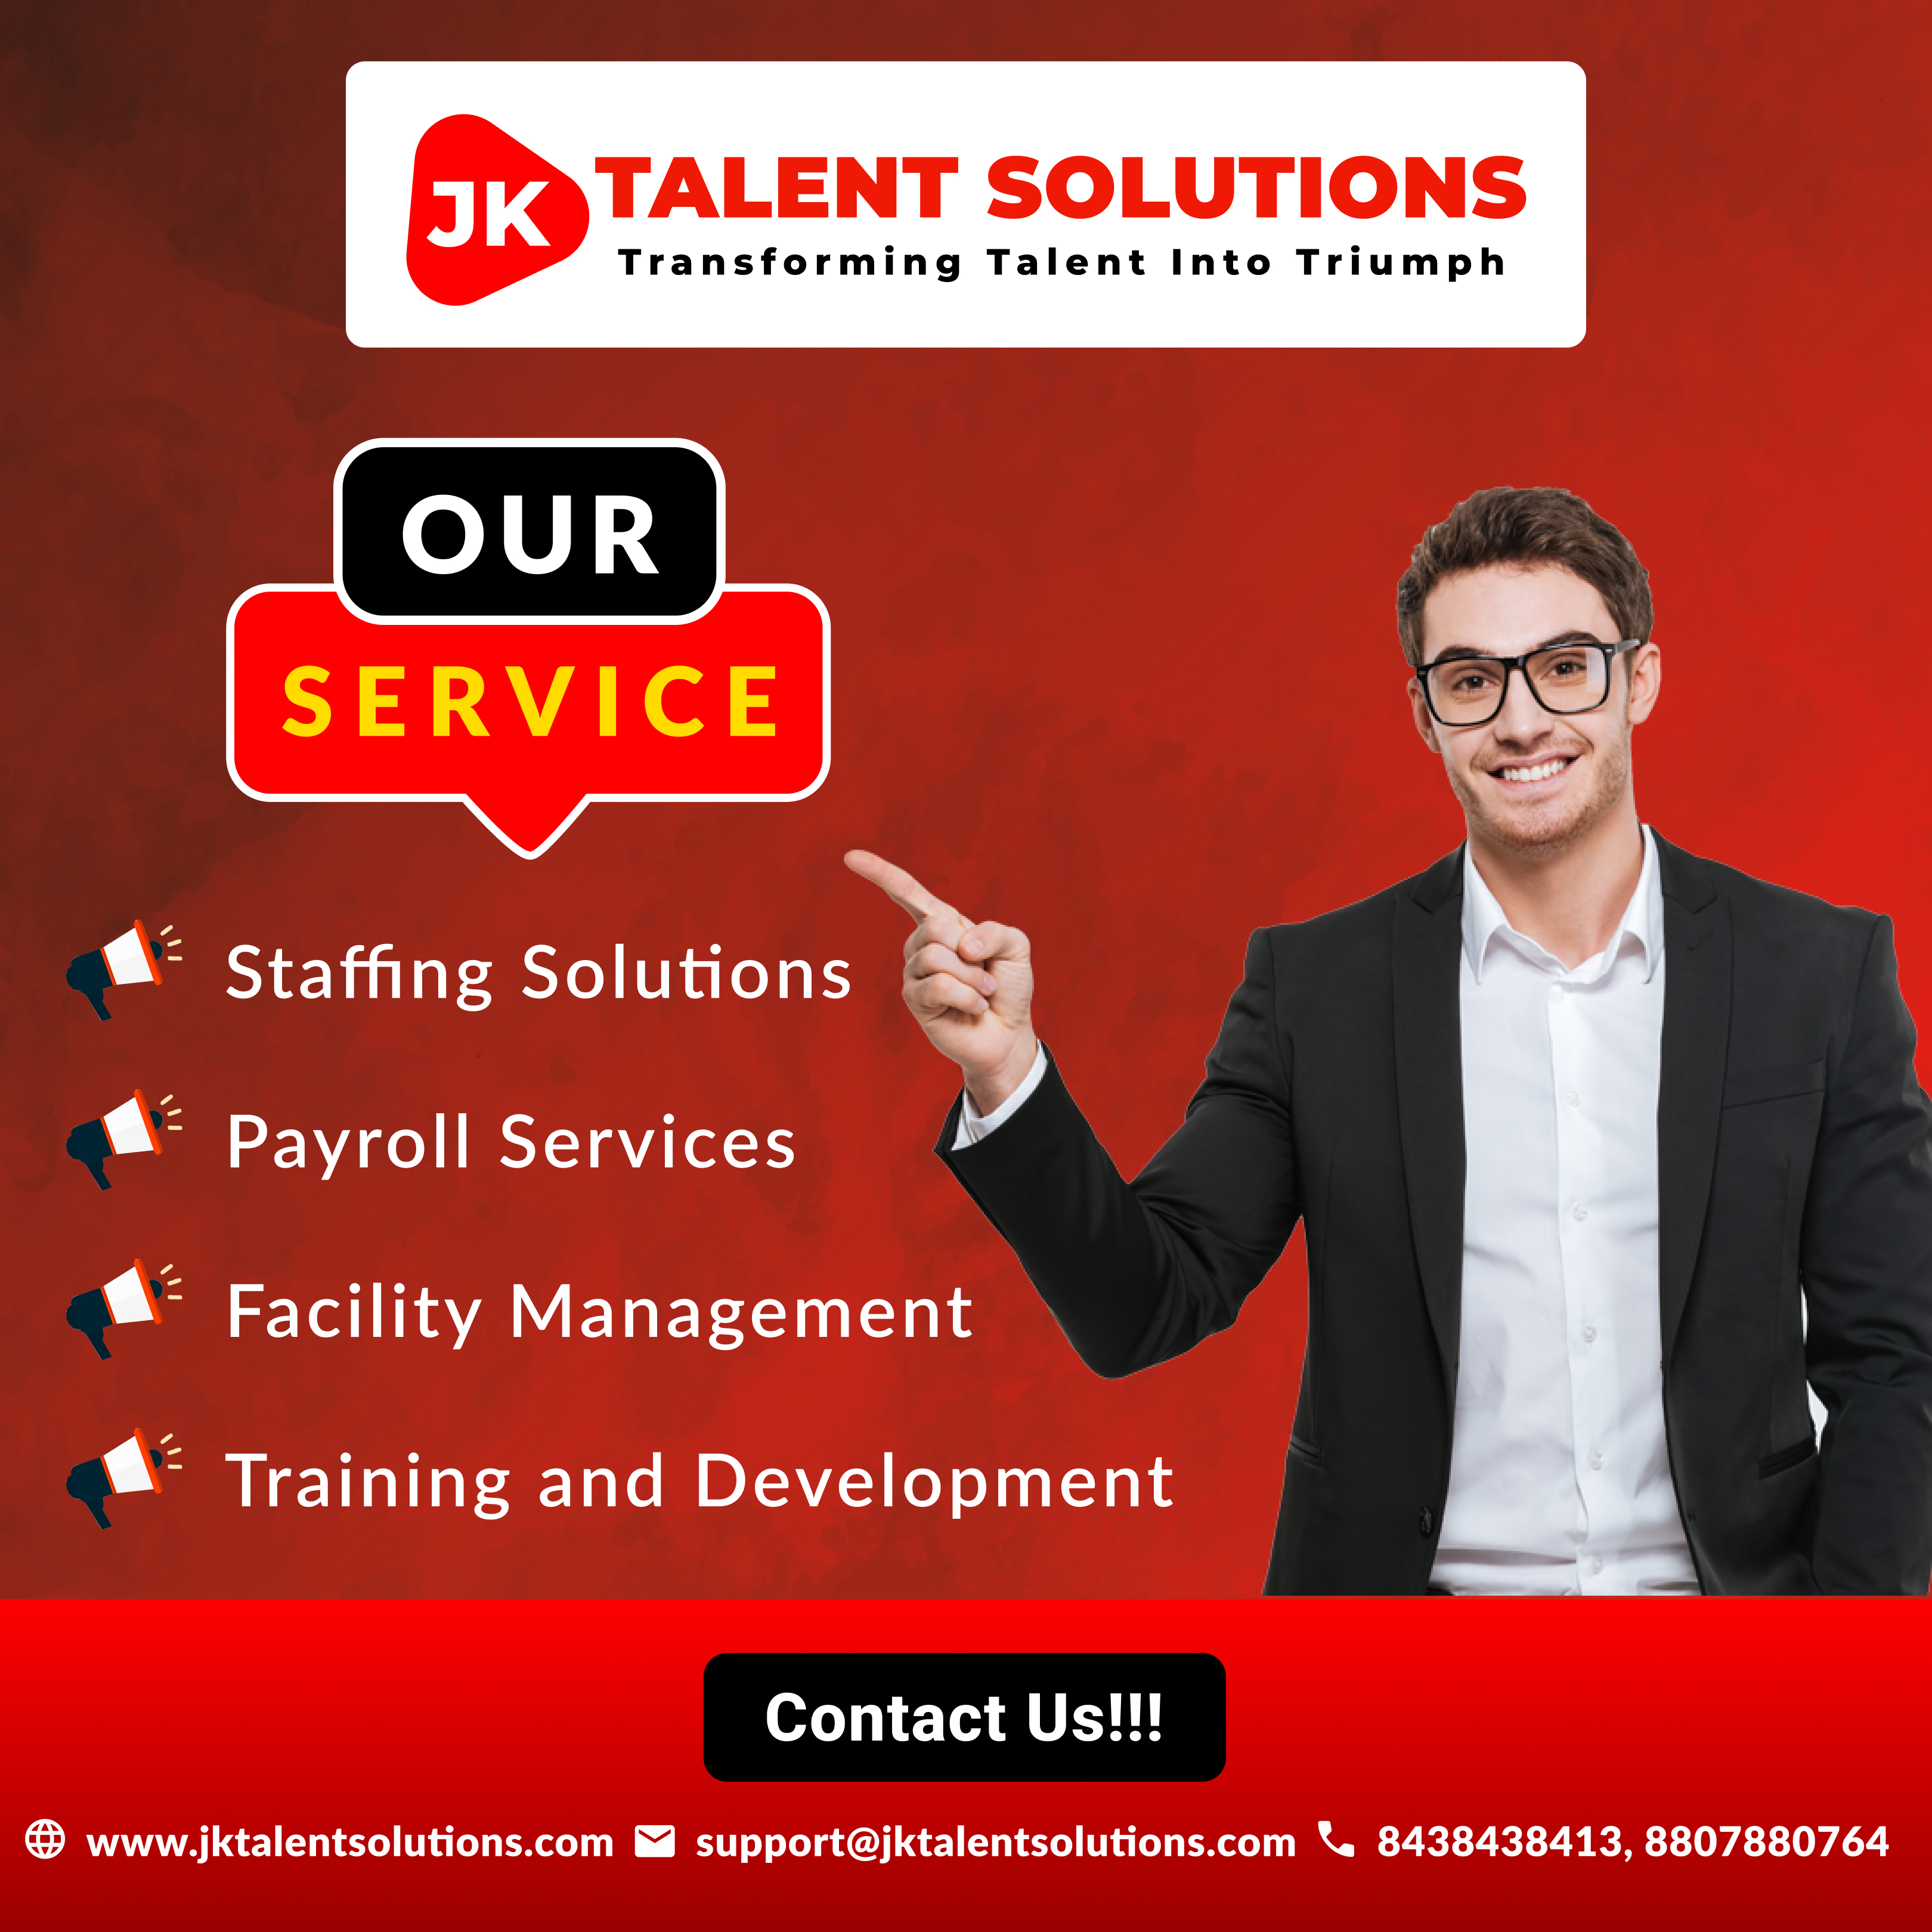 JK
TALENT SOLUTIONS
Transforming Talent Into Triumph
OUR
SERVICE
Staffing Solutions
Payroll Services
Facility Management
Training and Development
Contact Us!!!
www.jktalentsolutions.com support@jktalentsolutions.com 8438438413, 8807880764